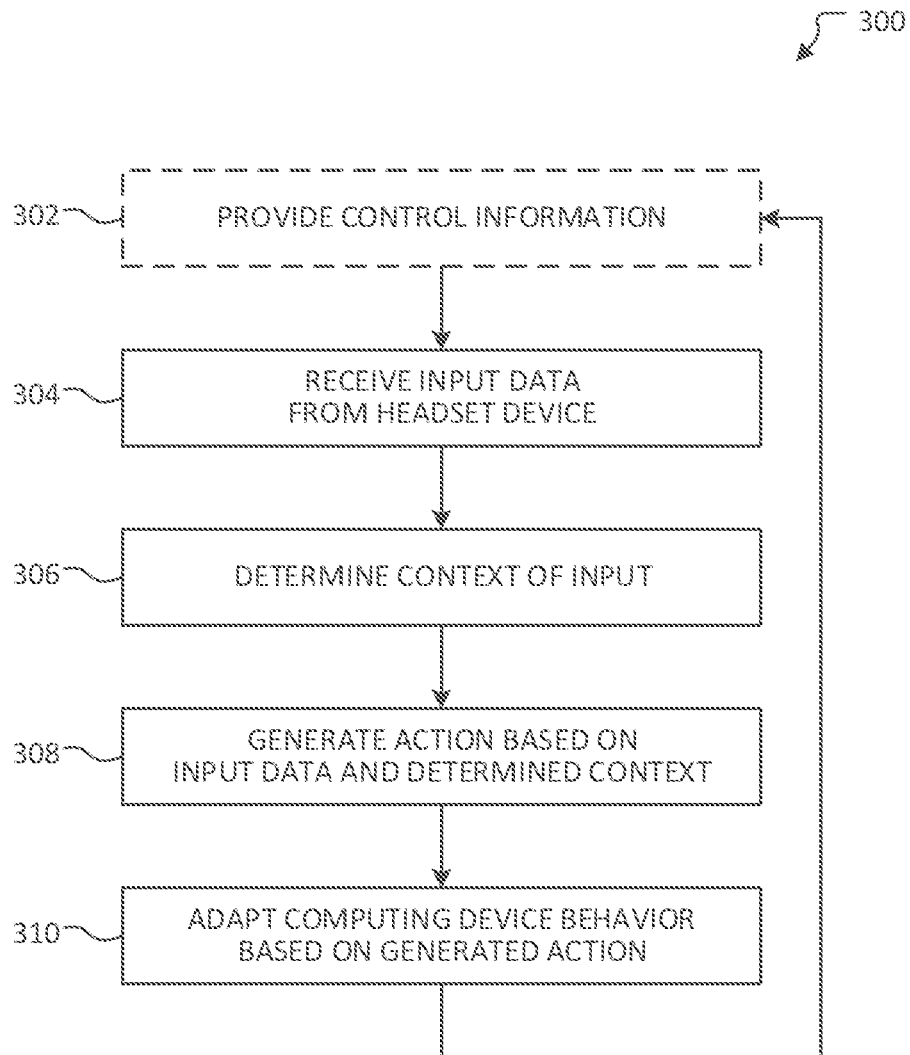 300
302
PROVIDE CONTROL INFORMATION
304
RECEIVE INPUT DATA
FROM HEADSET DEVICE
306
DETERMINE CONTEXT OF INPUT
308
GENERATE ACTION BASED ON
INPUT DATA AND DETERMINED CONTEXT
310
ADAPT COMPUTING DEVICE BEHAVIOR
BASED ON GENERATED ACTION